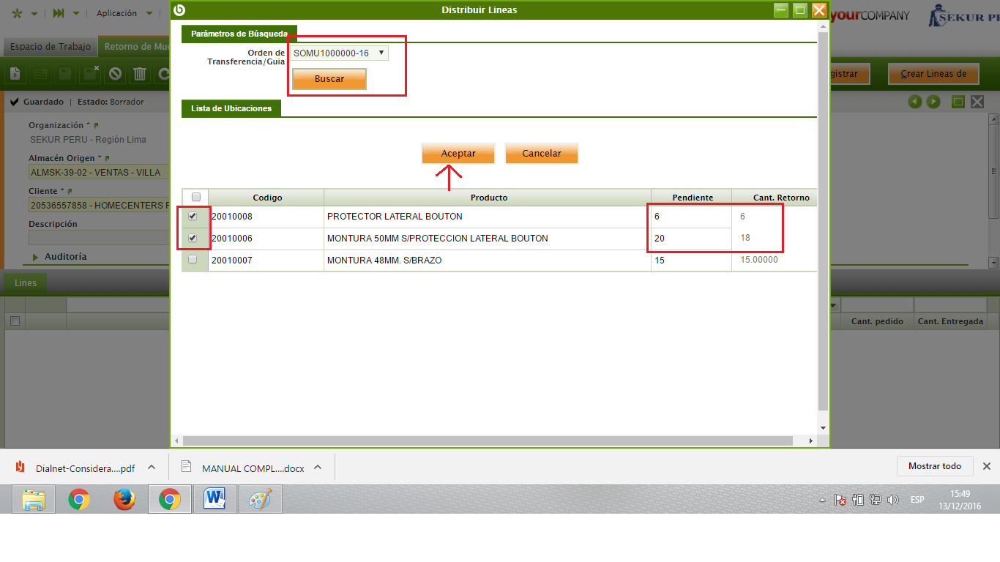 Distribuir Lineas
Aplicación
yourCOMPANY
SEKUR PE
Espacio de Trabajo
Retorno de Mue
Parámetros de Búsqueda
Orden de Transferencia/Guia
SOMU1000000-16
Buscar
gistrar
Crear Lineas de
Guardado | Estado: Borrador
Lista de Ubicaciones
Organización *
SEKUR PERU - Región Lima
Almacén Origen *
ALMSK-39-02 - VENTAS - VILLA
Cliente *
20536557858 - HOMECENTERS P
Descripción
Auditoría
Aceptar
Cancelar
Codigo Producto Pendiente Cant. Retorno
20010008 PROTECTOR LATERAL BOUTON 6 6
20010006 MONTURA 50MM S/PROTECCION LATERAL BOUTON 20 18
20010007 MONTURA 48MM. S/BRAZO 15 15.00000
Lines
Cant. pedido Cant. Entregada
Dialnet-Considera....pdf
MANUAL COMPL....docx
Mostrar todo
ESP
15:49
13/12/2016